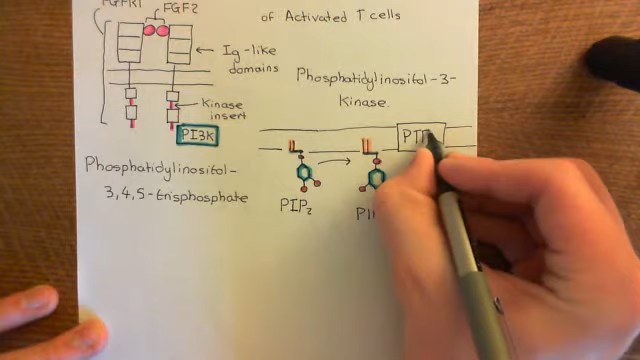 FGFR1
FGF2
of Activated T cells
Ig-like
domains
Phosphatidylinositol-3-
Kinase.
Kinase
insert
PI3K
Phosphatidylinositol-
3,4,5-trisphosphate
PIP₂